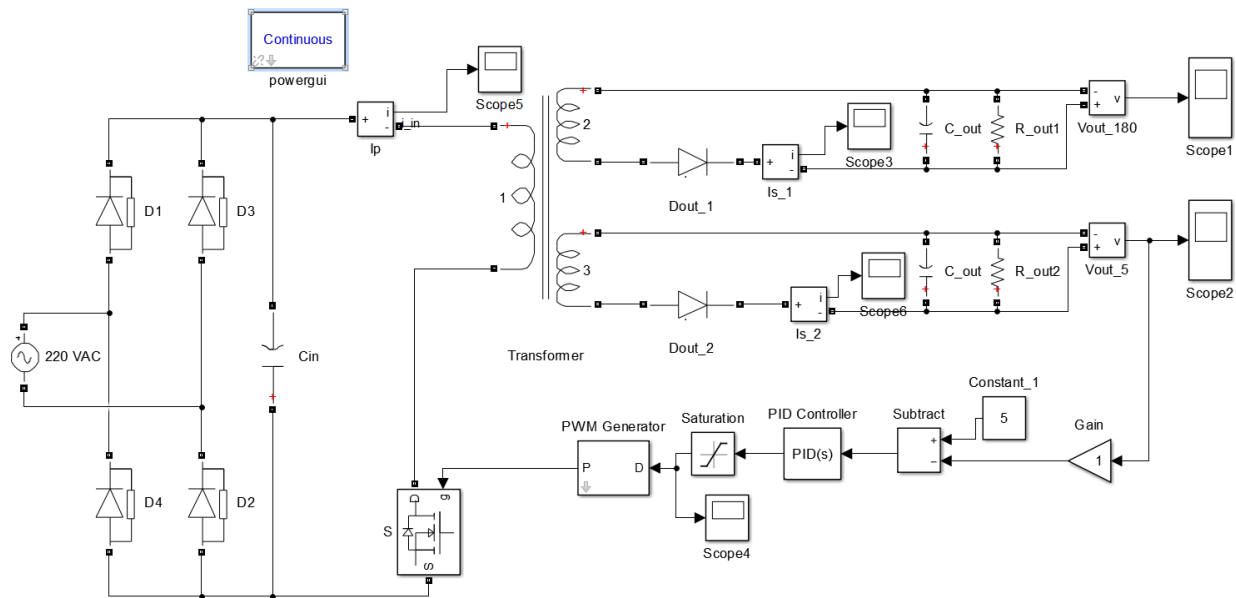 Continuous
powergui
i
+
-
i_in
Ip
Scope5
+
1
+
2
Dout_1
+
i
-
Is_1
Scope3
+
C_out
+
R_out1
-
+
v
Vout_180
Scope1
D1
D3
+
3
Dout_2
+
i
-
Is_2
Scope6
+
C_out
+
R_out2
-
+
v
Vout_5
Scope2
220 VAC
Cin
+
Transformer
D4
D2
S
D
g
S
PWM Generator
P
D
Saturation
Scope4
PID Controller
PID(s)
Subtract
+
−
Constant_1
5
Gain
1